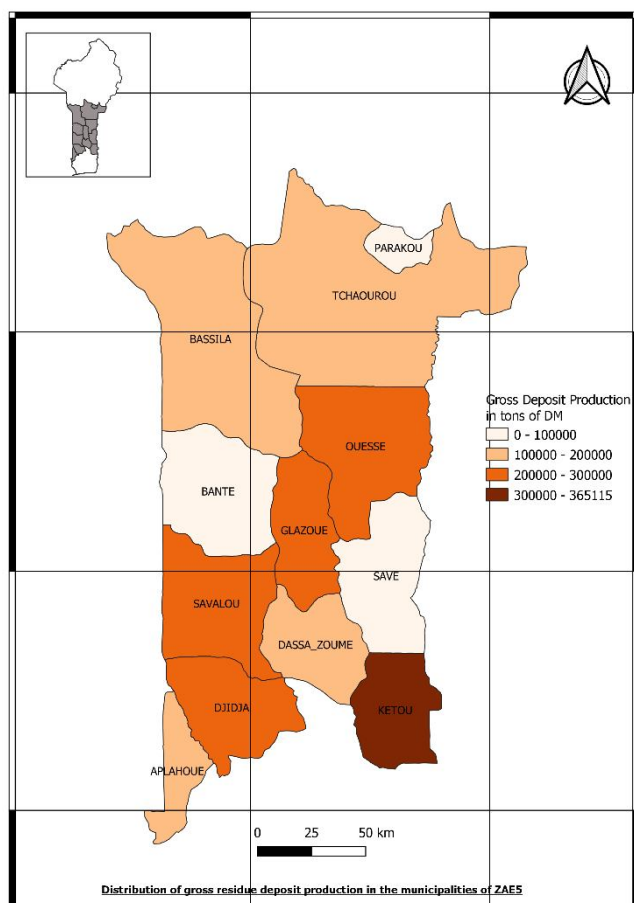 PARAKOU
TCHAOUROU
BASSILA
Gross Deposit Production
in tons of DM
0 - 100000
100000 - 200000
200000 - 300000
300000 - 365115
OUESSE
BANTE
GLAZOUE
SAVE
SAVALOU
DASSA_ZOUME
DJIDJA
KETOU
APLAHOUE
0 25 50 km
Distribution of gross residue deposit production in the municipalities of ZAE5